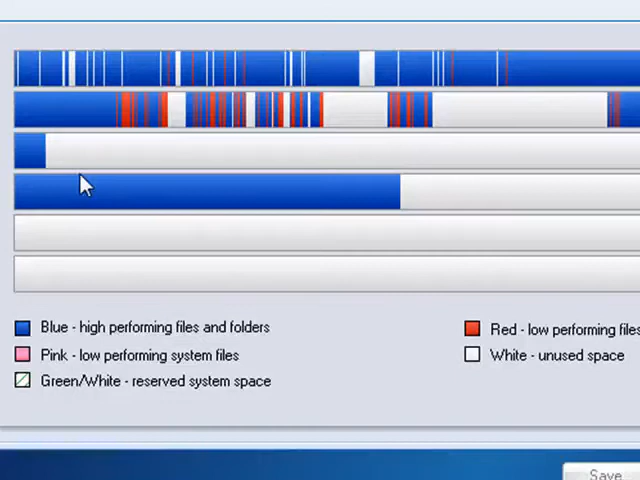 Blue - high performing files and folders
Red - low performing files
Pink - low performing system files
White - unused space
Green/White - reserved system space
Save